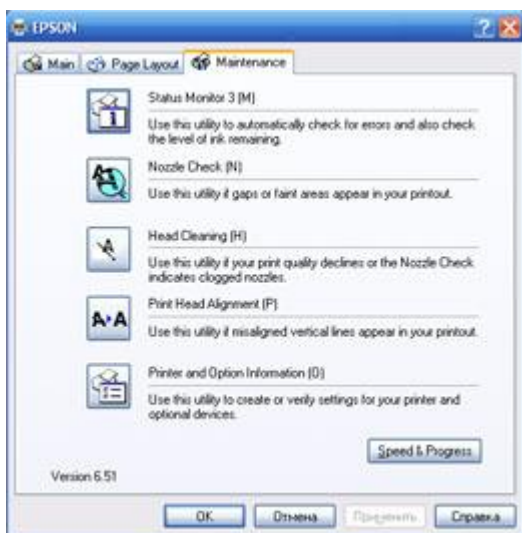 EPSON
Main Page Layout Maintenance
Status Monitor 3 (M)
Use this utility to automatically check for errors and also check
the level of ink remaining.
Nozzle Check (N)
Use this utility if gaps or faint areas appear in your printout.
Head Cleaning (H)
Use this utility if your print quality declines or the Nozzle Check
indicates clogged nozzles.
Print Head Alignment (P)
Use this utility if misaligned vertical lines appear in your printout.
Printer and Option Information (O)
Use this utility to create or verify settings for your printer and
optional devices.
Speed & Progress
Version 6.51
OK Отмена Применить Справка